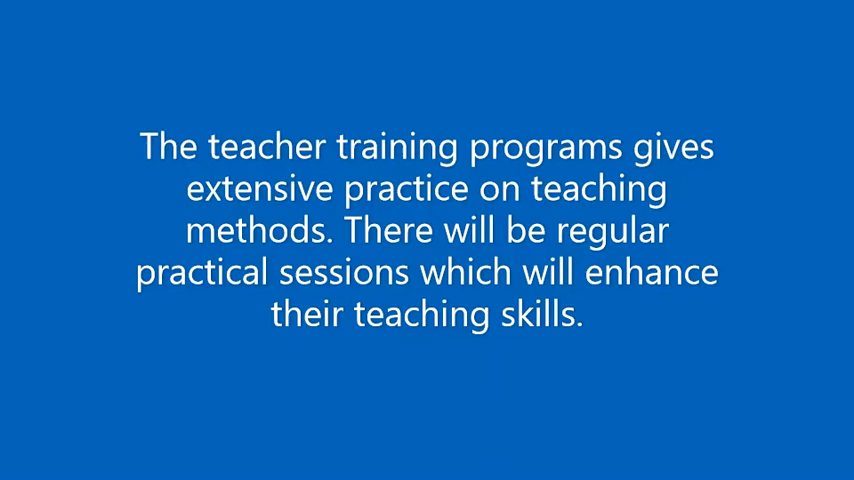 The teacher training programs gives
extensive practice on teaching
methods. There will be regular
practical sessions which will enhance
their teaching skills.